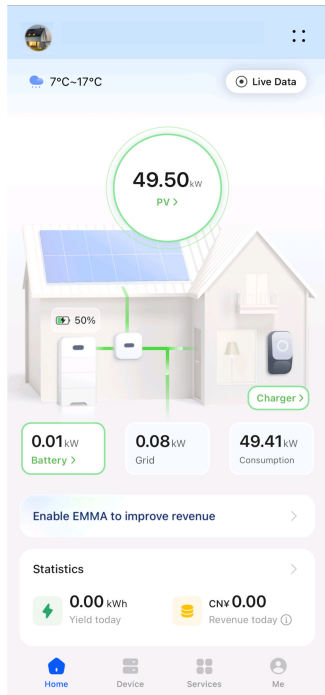 7°C~17°C
Live Data
49.50 kW
PV >
50%
Charger >
0.01 kW
Battery >
0.08 kW
Grid
49.41 kW
Consumption
Enable EMMA to improve revenue
Statistics
0.00 kWh
Yield today
CN¥ 0.00
Revenue today
Home
Device
Services
Me